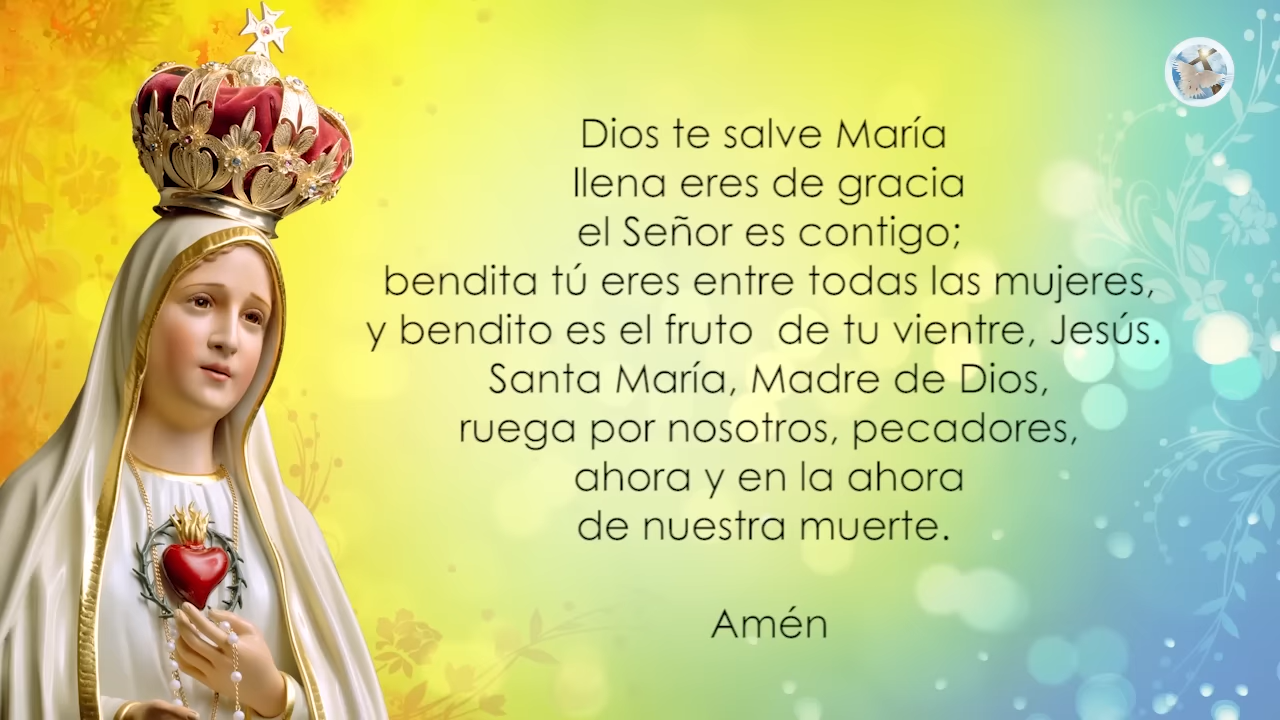 Dios te salve María
llena eres de gracia
el Señor es contigo;
bendita tú eres entre todas las mujeres,
y bendito es el fruto de tu vientre, Jesús.
Santa María, Madre de Dios,
ruega por nosotros, pecadores,
ahora y en la ahora
de nuestra muerte.
Amén